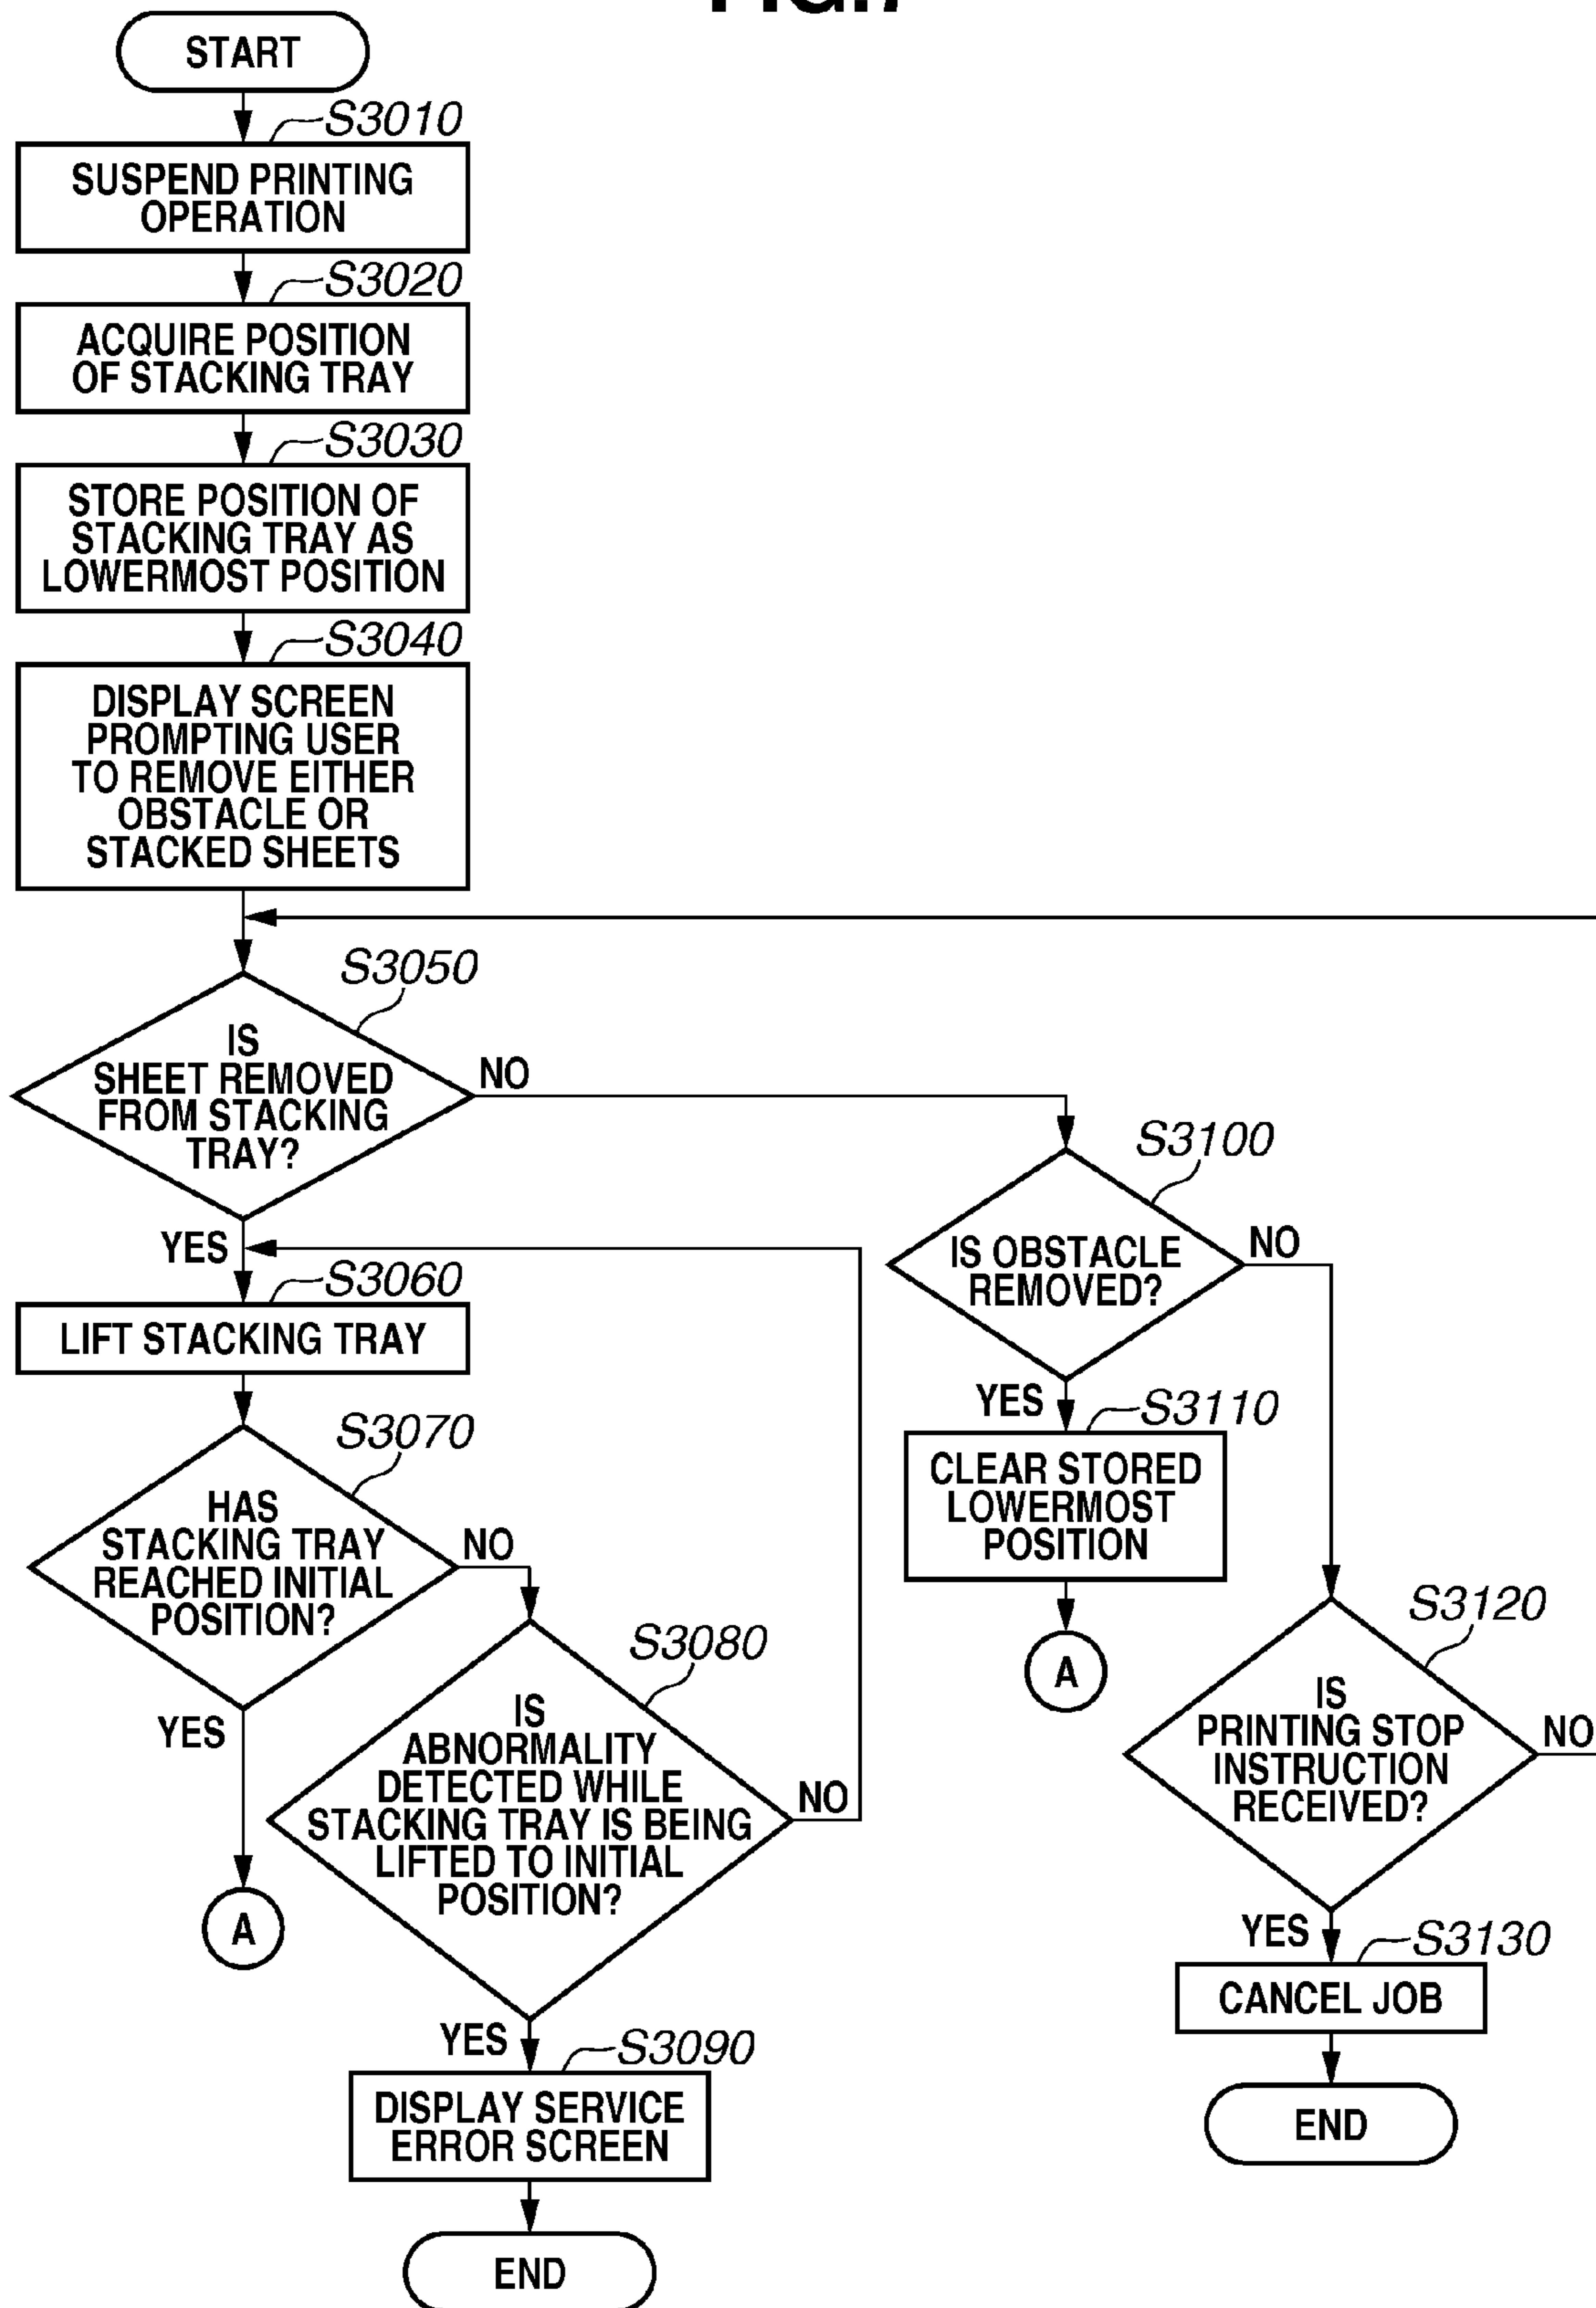 START
S3010
SUSPEND PRINTING
OPERATION
S3020
ACQUIRE POSITION
OF STACKING TRAY
S3030
STORE POSITION OF
STACKING TRAY AS
LOWERMOST POSITION
S3040
DISPLAY SCREEN
PROMPTING USER
TO REMOVE EITHER
OBSTACLE OR
STACKED SHEETS
S3050
IS
SHEET REMOVED
FROM STACKING
TRAY?
NO
YES
S3060
LIFT STACKING TRAY
S3070
HAS
STACKING TRAY
REACHED INITIAL
POSITION?
NO
YES
A
S3080
IS
ABNORMALITY
DETECTED WHILE
STACKING TRAY IS BEING
LIFTED TO INITIAL
POSITION?
NO
YES
S3090
DISPLAY SERVICE
ERROR SCREEN
END
S3100
IS OBSTACLE
REMOVED?
NO
YES
S3110
CLEAR STORED
LOWERMOST
POSITION
A
S3120
IS
PRINTING STOP
INSTRUCTION
RECEIVED?
NO
YES
S3130
CANCEL JOB
END